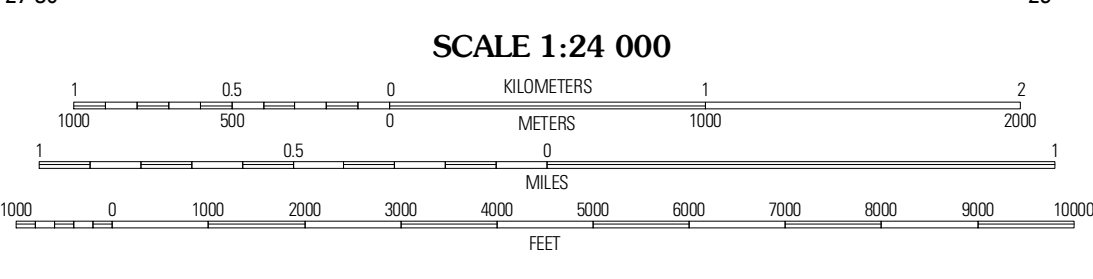 SCALE 1:24 000
1 0.5 0 KILOMETERS 1 2
1000 500 0 METERS 1000 2000
1 0.5 0 1
MILES
1000 0 1000 2000 3000 4000 5000 6000 7000 8000 9000 10000
FEET